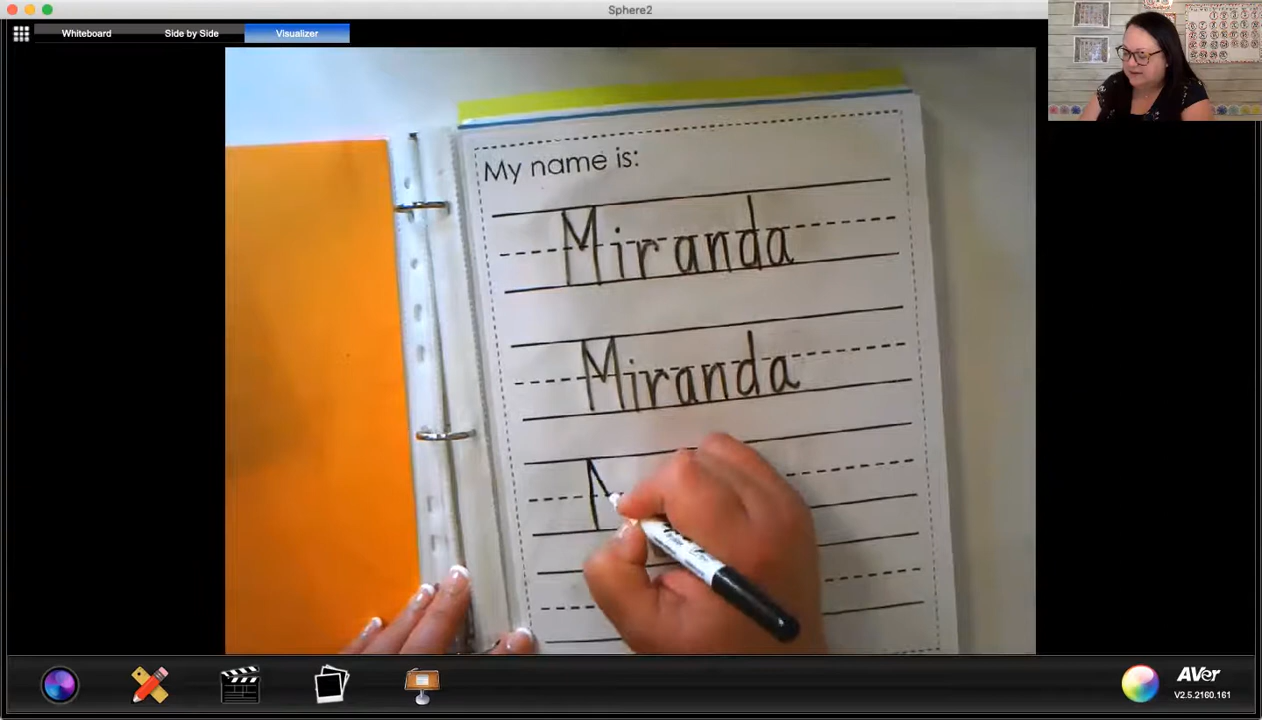 Sphere2
Whiteboard Side by Side Visualizer
My name is:
Miranda
Miranda
AVer
V2.5.2160.161